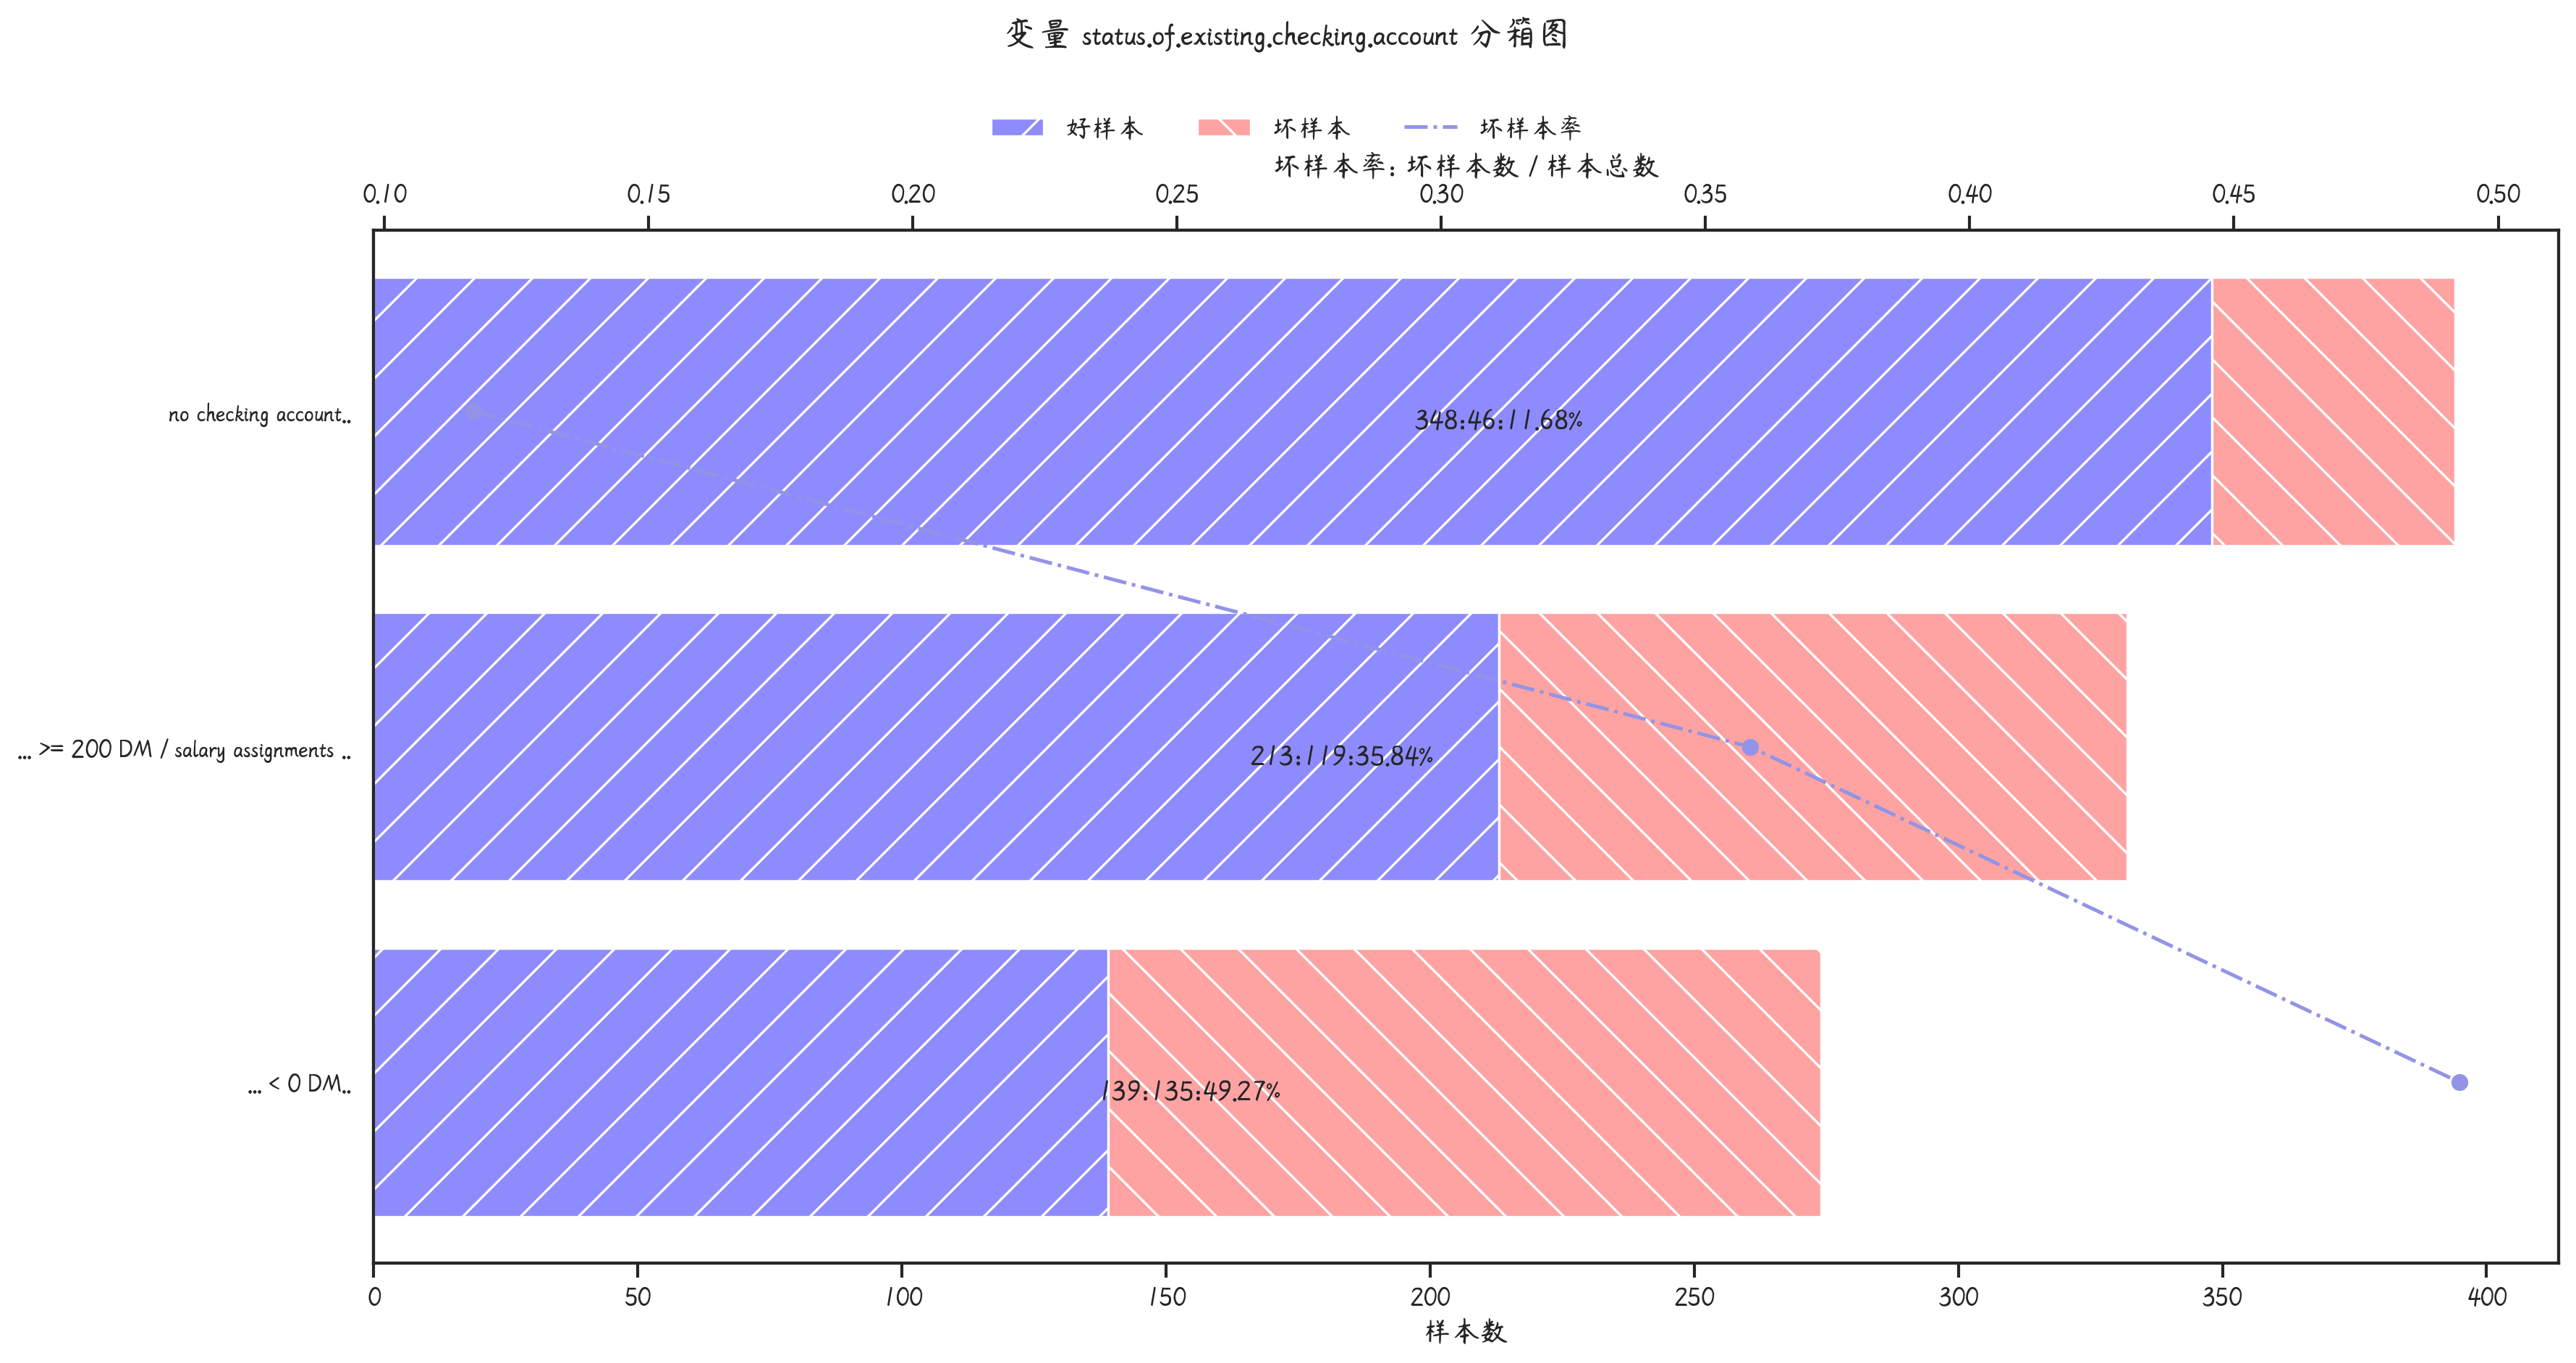 变量 status.of.existing.checking.account 分箱图
好样本 坏样本 坏样本率
坏样本率: 坏样本数 / 样本总数
0.10 0.15 0.20 0.25 0.30 0.35 0.40 0.45 0.50
no checking account..
348:46:11.68%
... >= 200 DM / salary assignments ..
213:119:35.84%
... < 0 DM..
139:135:49.27%
0 50 100 150 200 250 300 350 400
样本数